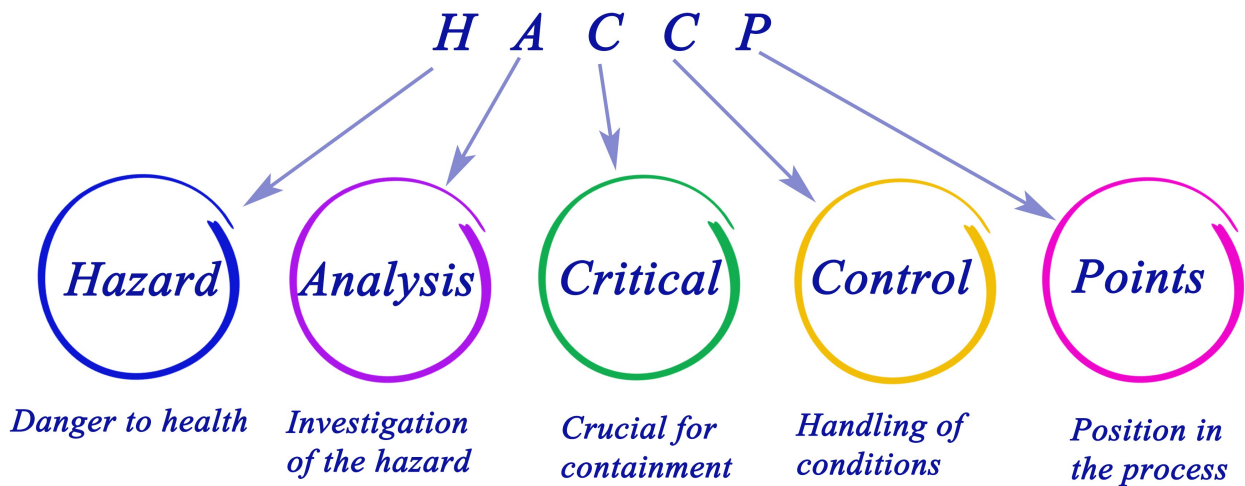 H A C C P
Hazard
Analysis
Critical
Control
Points
Danger to health
Investigation
of the hazard
Crucial for
containment
Handling of
conditions
Position in
the process